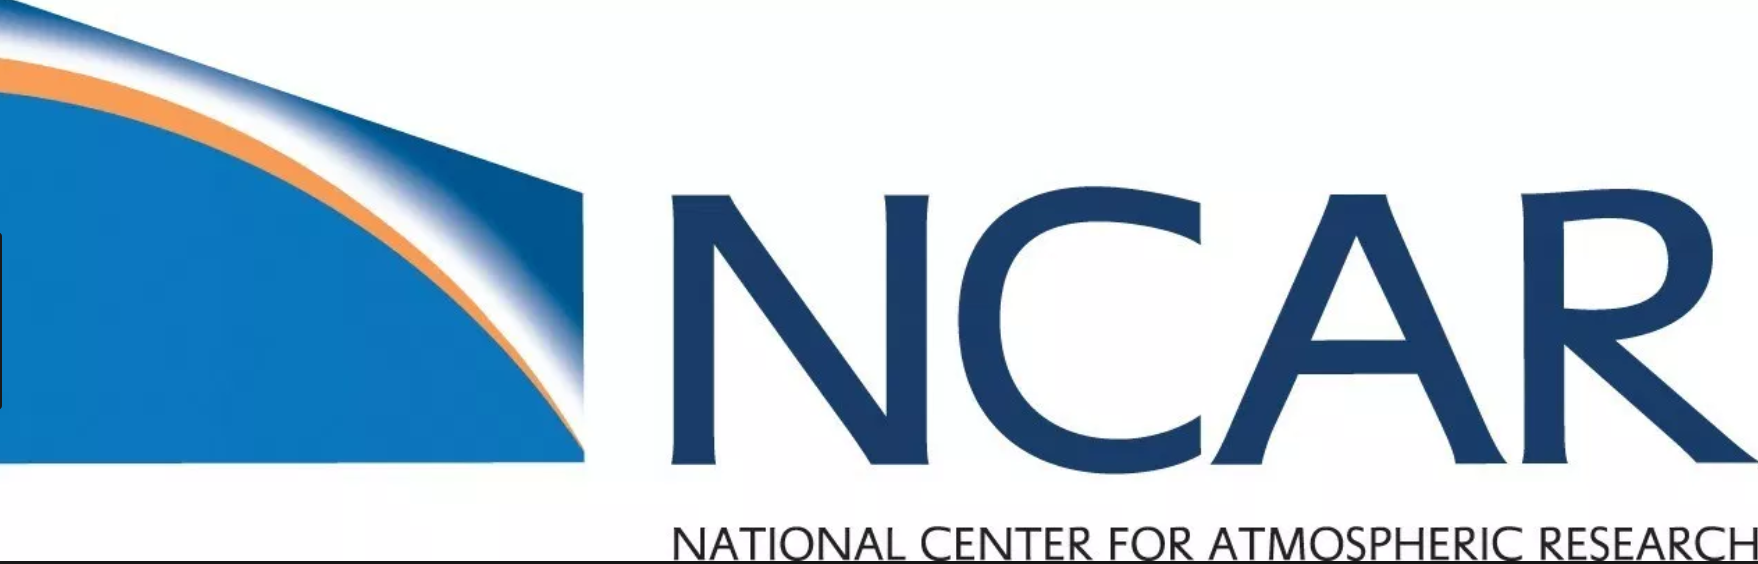 NCAR
NATIONAL CENTER FOR ATMOSPHERIC RESEARCH